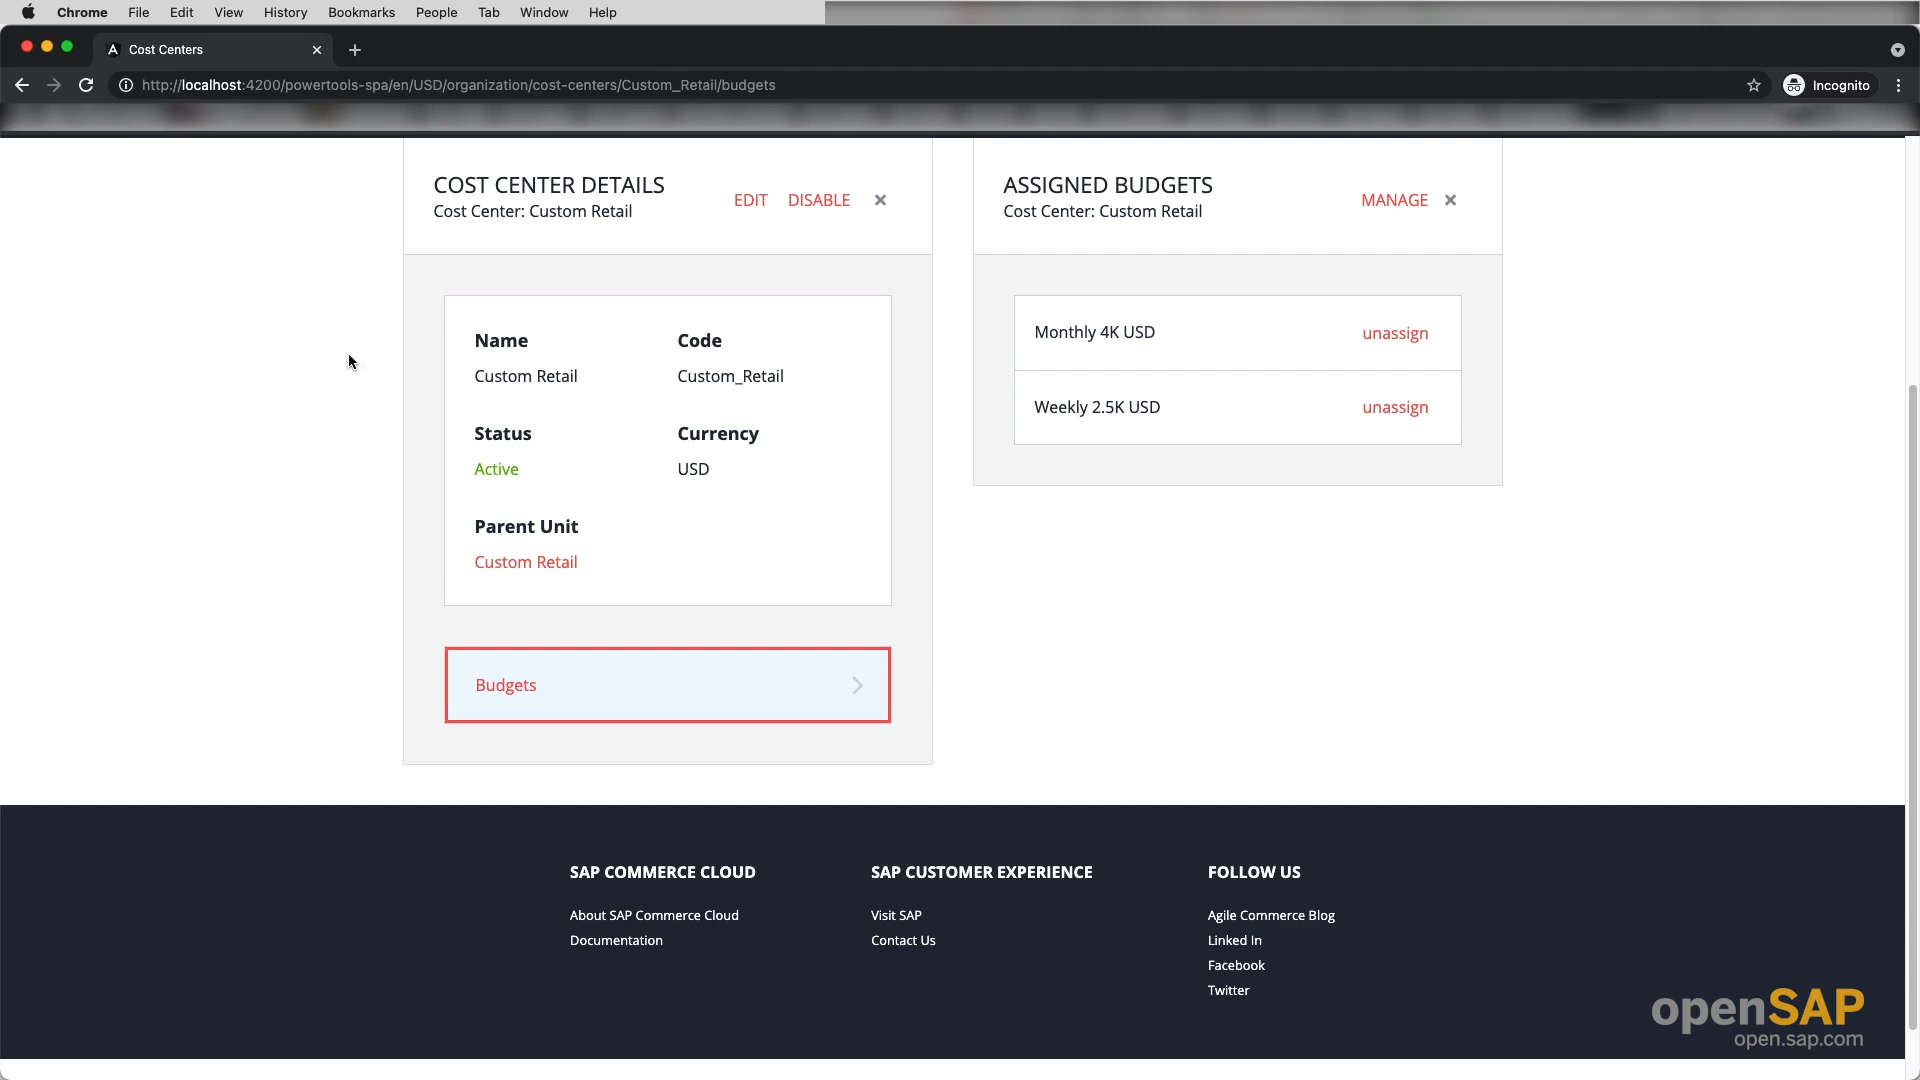 Chrome File Edit View History Bookmarks People Tab Window Help
Cost Centers
http://localhost:4200/powertools-spa/en/USD/organization/cost-centers/Custom_Retail/budgets
Incognito
COST CENTER DETAILS
Cost Center: Custom Retail
EDIT DISABLE
Name Code
Custom Retail Custom_Retail
Status Currency
Active USD
Parent Unit
Custom Retail
Budgets
ASSIGNED BUDGETS
Cost Center: Custom Retail
MANAGE
Monthly 4K USD unassign
Weekly 2.5K USD unassign
SAP COMMERCE CLOUD
About SAP Commerce Cloud
Documentation
SAP CUSTOMER EXPERIENCE
Visit SAP
Contact Us
FOLLOW US
Agile Commerce Blog
Linked In
Facebook
Twitter
openSAP
open.sap.com